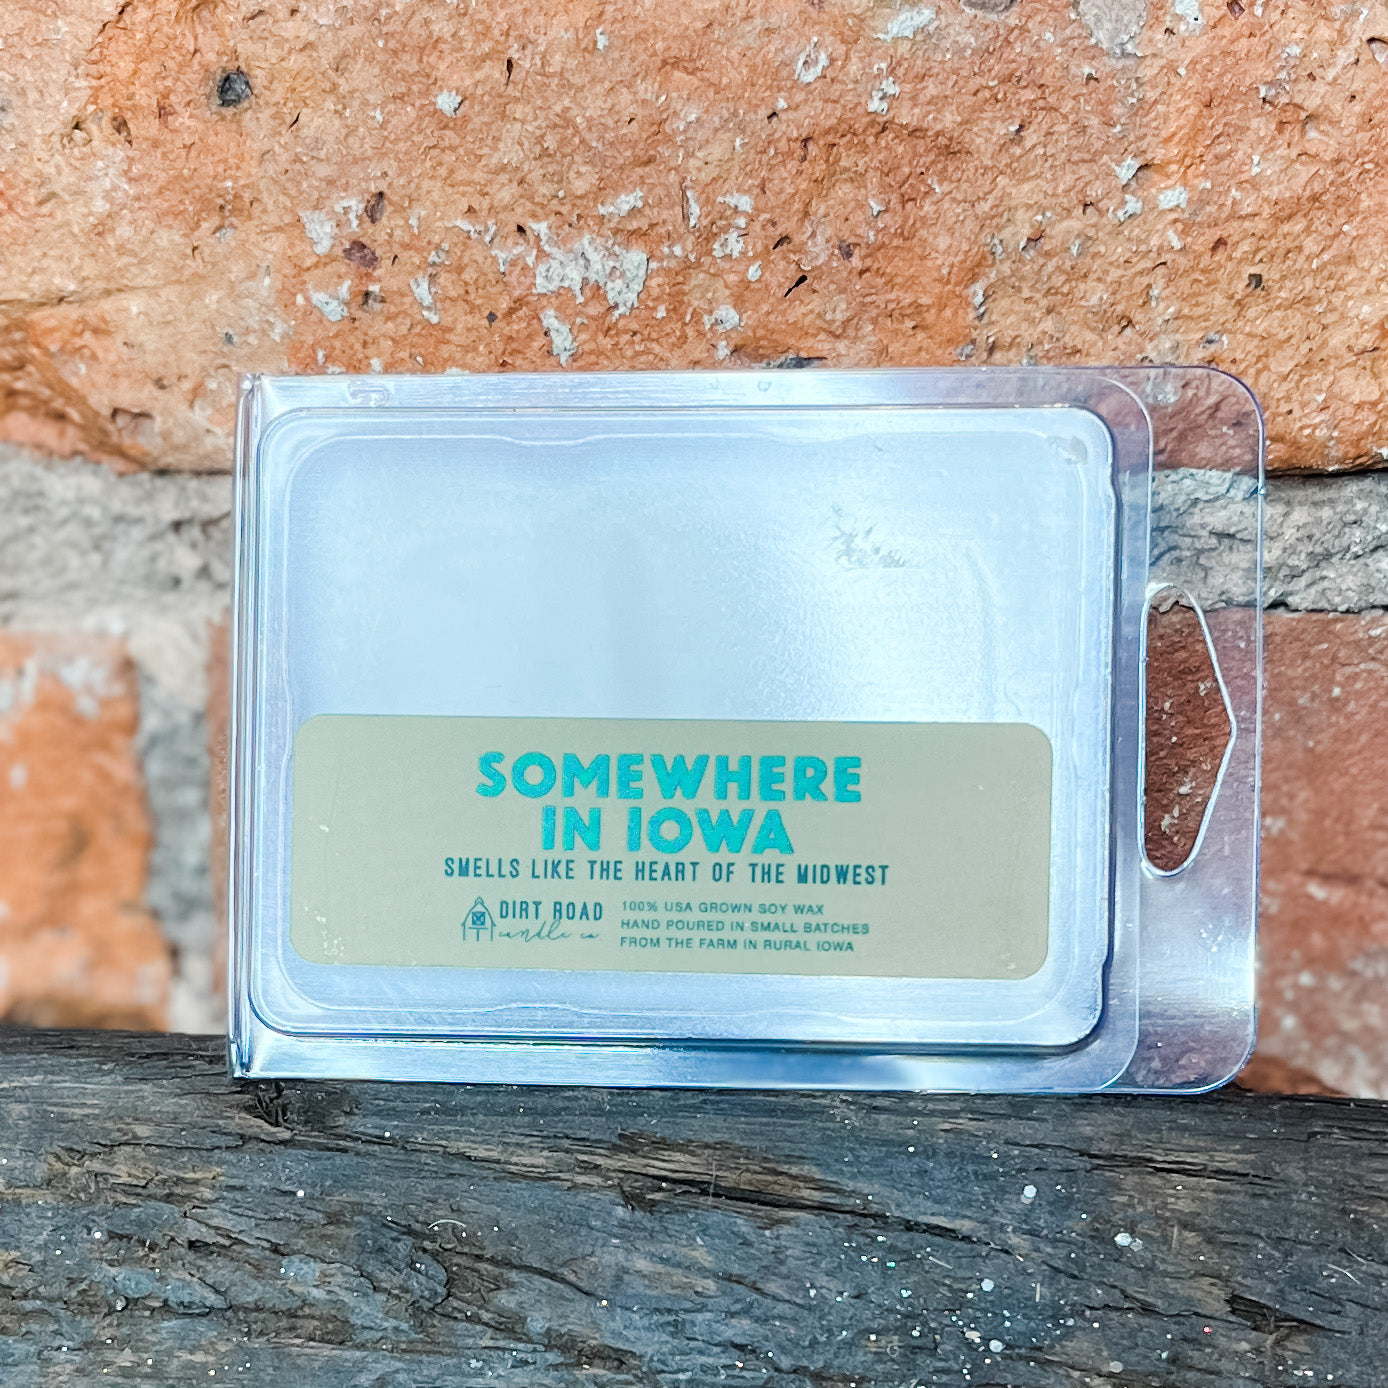 SOMEWHERE
IN IOWA
SMELLS LIKE THE HEART OF THE MIDWEST
DIRT ROAD
candle co
100% USA GROWN SOY WAX
HAND POURED IN SMALL BATCHES
FROM THE FARM IN RURAL IOWA